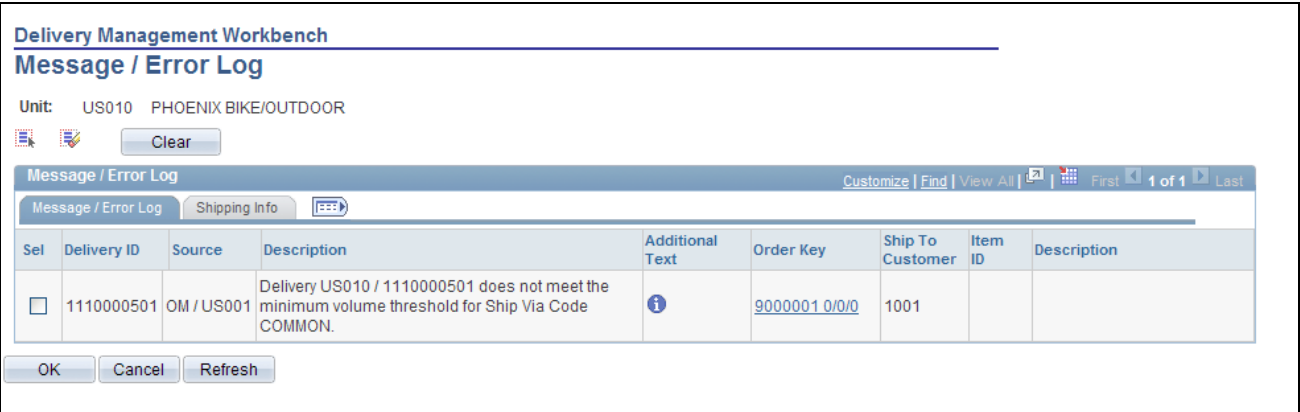 Delivery Management Workbench
Message / Error Log
Unit: US010 PHOENIX BIKE/OUTDOOR
Clear
Message / Error Log Customize | Find | View All | | First 1 of 1 Last
Message / Error Log Shipping Info
Sel Delivery ID Source Description Additional Text Order Key Ship To Customer Item ID Description
1110000501 OM / US001 Delivery US010 / 1110000501 does not meet the
minimum volume threshold for Ship Via Code
COMMON.
9000001 0/0/0 1001
OK Cancel Refresh